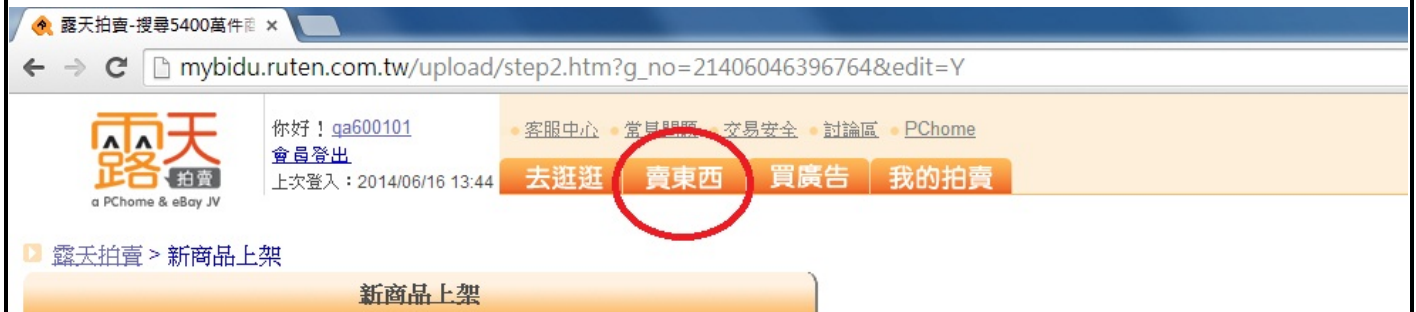 露天拍賣-搜尋5400萬件商
mybidu.ruten.com.tw/upload/step2.htm?g_no=21406046396764&edit=Y
露天
拍賣
a PChome & eBay JV
你好！qa600101
會員登出
上次登入：2014/06/16 13:44
客服中心 常見問題 交易安全 討論區 PChome
去逛逛 賣東西 買廣告 我的拍賣
露天拍賣 > 新商品上架
新商品上架